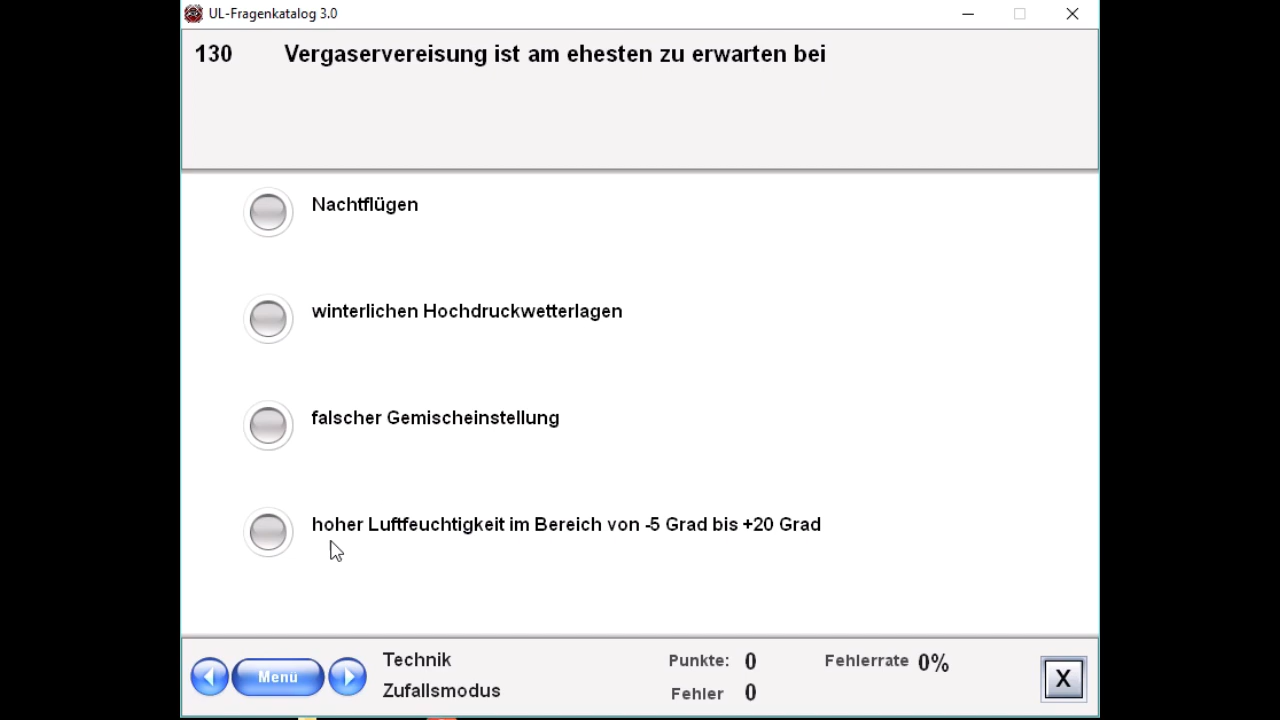 UL-Fragenkatalog 3.0
130 Vergaservereisung ist am ehesten zu erwarten bei
Nachtflügen
winterlichen Hochdruckwetterlagen
falscher Gemischeinstellung
hoher Luftfeuchtigkeit im Bereich von -5 Grad bis +20 Grad
Menü
Technik
Zufallsmodus
Punkte: 0
Fehler 0
Fehlerrate 0%
X